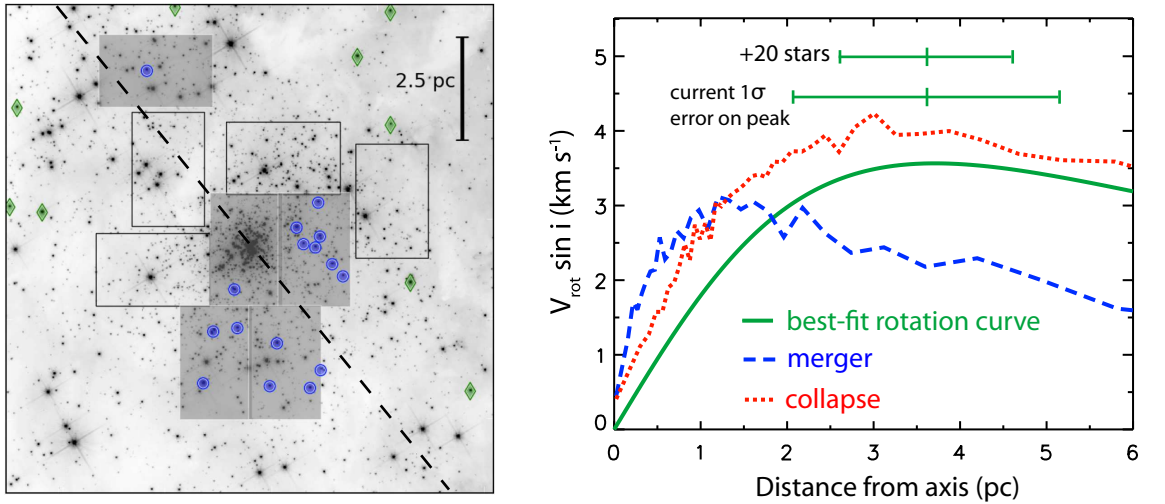 2.5 pc
+20 stars
current 1σ
error on peak
best-fit rotation curve
merger
collapse
V_rot sin i (km s⁻¹)
5
4
3
2
1
0
0 1 2 3 4 5 6
Distance from axis (pc)